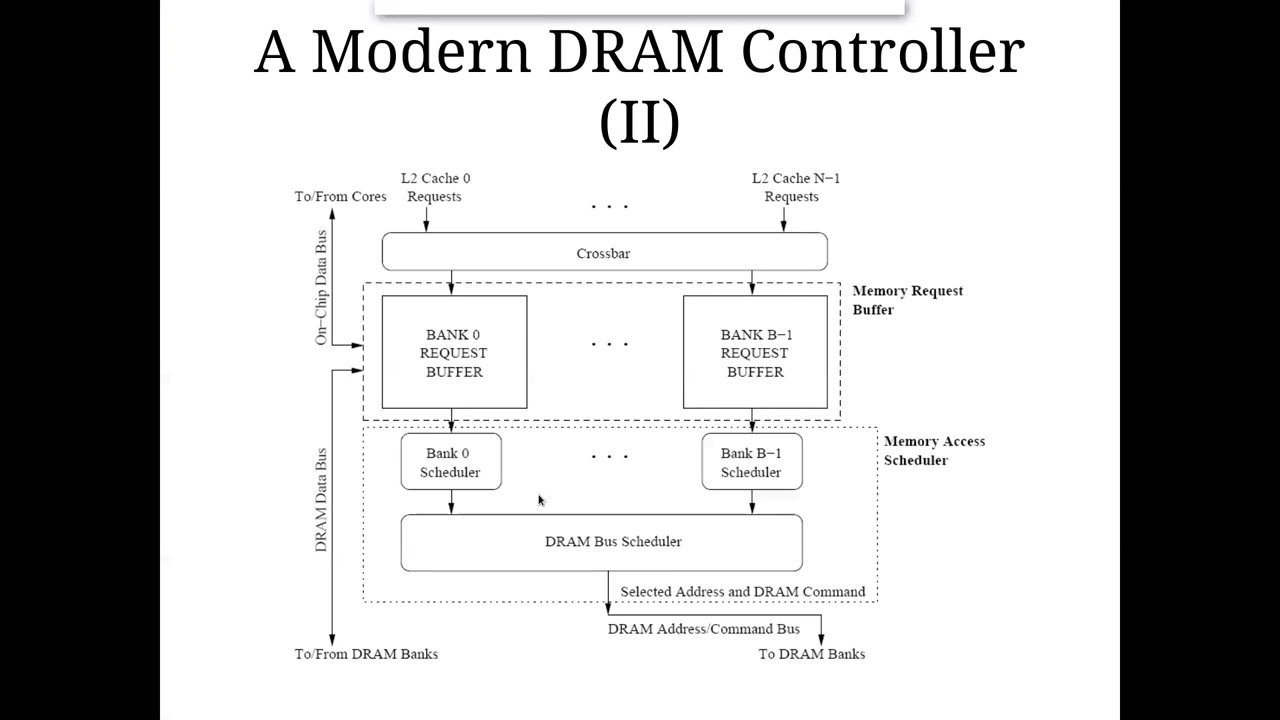 A Modern DRAM Controller
(II)
L2 Cache 0
Requests
L2 Cache N−1
Requests
To/From Cores
. . .
On−Chip Data Bus
Crossbar
Memory Request
Buffer
BANK 0
REQUEST
BUFFER
. . .
BANK B−1
REQUEST
BUFFER
Memory Access
Scheduler
Bank 0
Scheduler
. . .
Bank B−1
Scheduler
DRAM Data Bus
DRAM Bus Scheduler
Selected Address and DRAM Command
DRAM Address/Command Bus
To/From DRAM Banks
To DRAM Banks